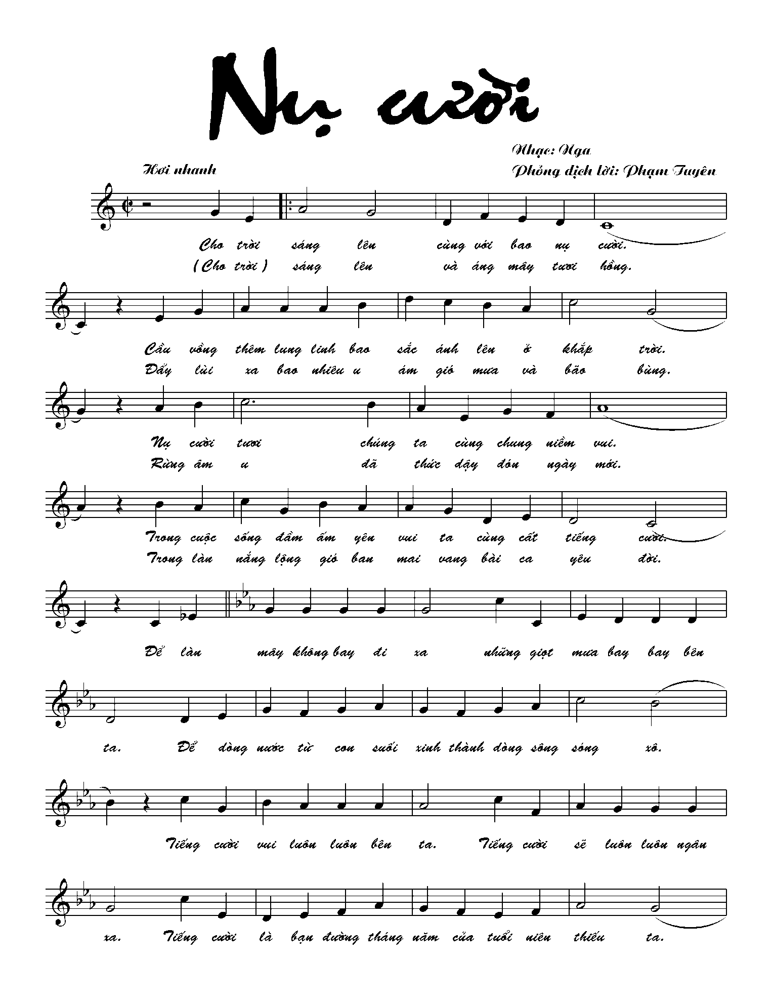 Nụ cười
Nhạc: Nga
Hơi nhanh
Phỏng dịch lời: Phạm Tuyên
Cho trời sáng lên cùng với bao nụ cười.
(Cho trời) sáng lên và áng mây tươi hồng.
Cầu vồng thêm lung linh bao sắc ánh lên ở khắp trời.
Đẩy lùi xa bao nhiêu u ám gió mưa và bão bùng.
Nụ cười tươi chúng ta cùng chung niềm vui.
Rừng âm u đã thức dậy đón ngày mới.
Trong cuộc sống đầm ấm yên vui ta cùng cất tiếng cười.
Trong làn nắng lộng gió ban mai vang bài ca yêu đời.
Để làn mây không bay đi xa những giọt mưa bay bay bên
ta. Để dòng nước từ con suối xinh thành dòng sông sóng xô.
Tiếng cười vui luôn luôn bên ta. Tiếng cười sẽ luôn luôn ngân
xa. Tiếng cười là bạn đường tháng năm của tuổi niên thiếu ta.